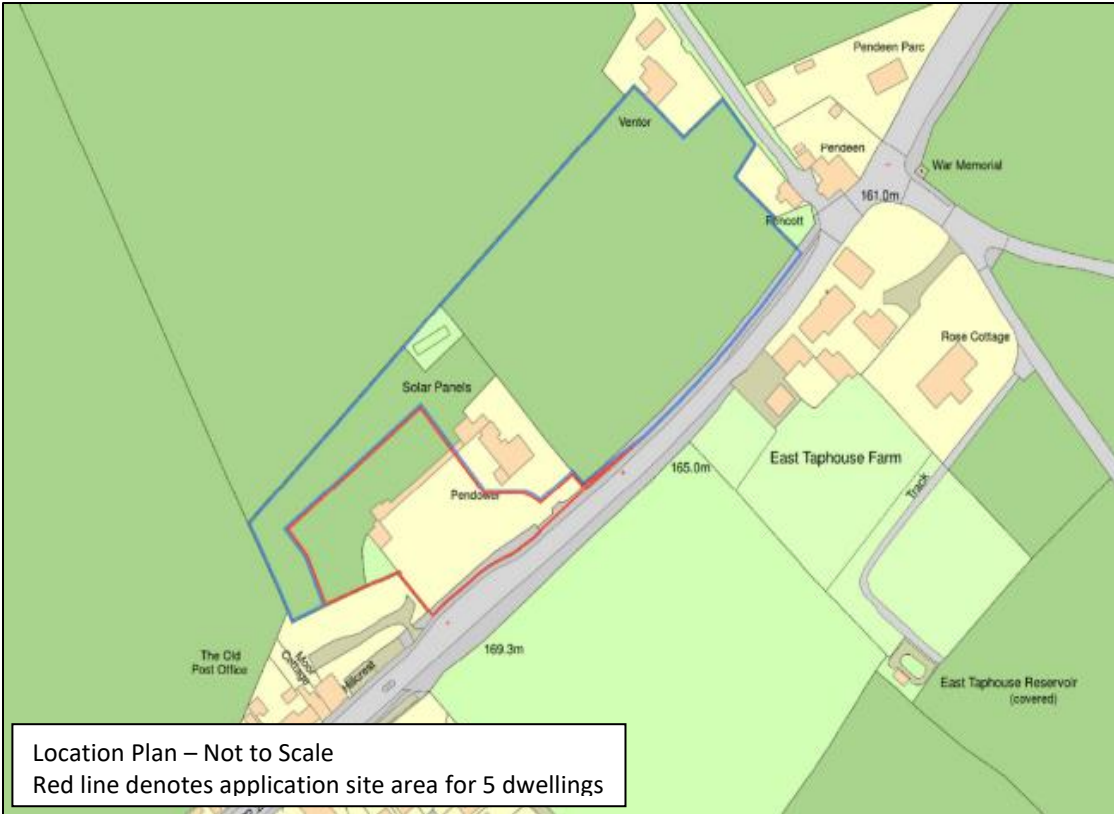 Pendeen Parc
Ventor
Pendeen
War Memorial
161.0m
Rose Cottage
Solar Panels
165.0m
East Taphouse Farm
Pendower
Track
169.3m
The Old
Post Office
Moor
Cottage
Hillcrest
East Taphouse Reservoir
(covered)
Location Plan – Not to Scale
Red line denotes application site area for 5 dwellings